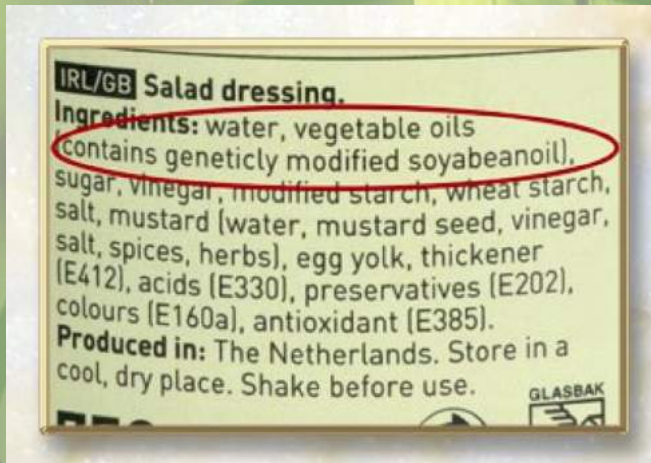 IRL/GB Salad dressing.
Ingredients: water, vegetable oils
(contains geneticly modified soyabeanoil),
sugar, vinegar, modified starch, wheat starch,
salt, mustard (water, mustard seed, vinegar,
salt, spices, herbs), egg yolk, thickener
(E412), acids (E330), preservatives (E202),
colours (E160a), antioxidant (E385).
Produced in: The Netherlands. Store in a
cool, dry place. Shake before use.
GLASBAK